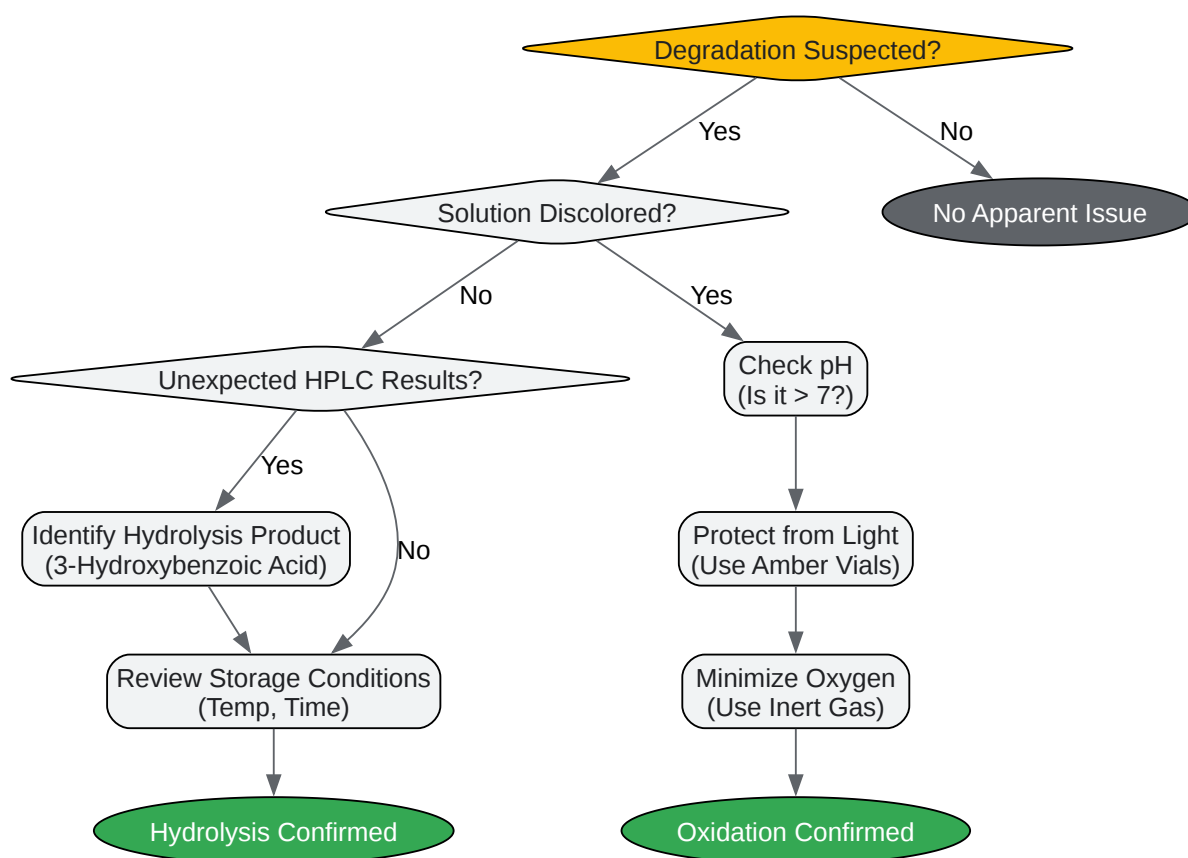 Degradation Suspected?
Yes
No
Solution Discolored?
No Apparent Issue
No
Yes
Unexpected HPLC Results?
Check pH
(Is it > 7?)
Yes
No
Identify Hydrolysis Product
(3-Hydroxybenzoic Acid)
Protect from Light
(Use Amber Vials)
Review Storage Conditions
(Temp, Time)
Minimize Oxygen
(Use Inert Gas)
Hydrolysis Confirmed
Oxidation Confirmed